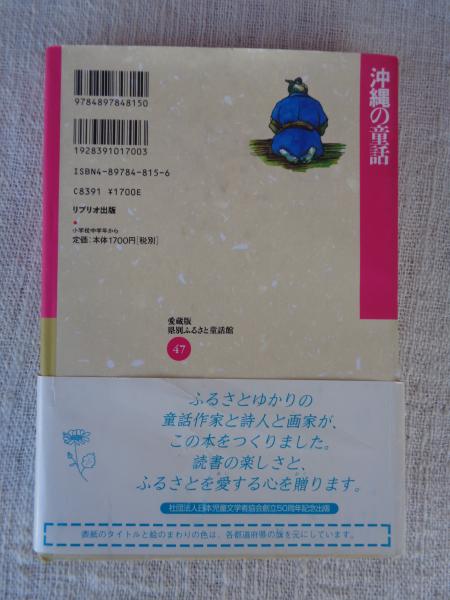 沖縄の童話
9784897848150
1928391017003
ISBN4-89784-815-6
C8391 ¥1700E
リブリオ出版
小学校中学年から
定価:本体1700円[税別]
愛蔵版
県別ふるさと童話館
47
ふるさとゆかりの
童話作家と詩人と画家が、
この本をつくりました。
読書の楽しさと、
ふるさとを愛する心を贈ります。
社団法人日本児童文学者協会創立50周年記念出版
表紙のタイトルと絵のまわりの色は、各都道府県の旗を元にしています。